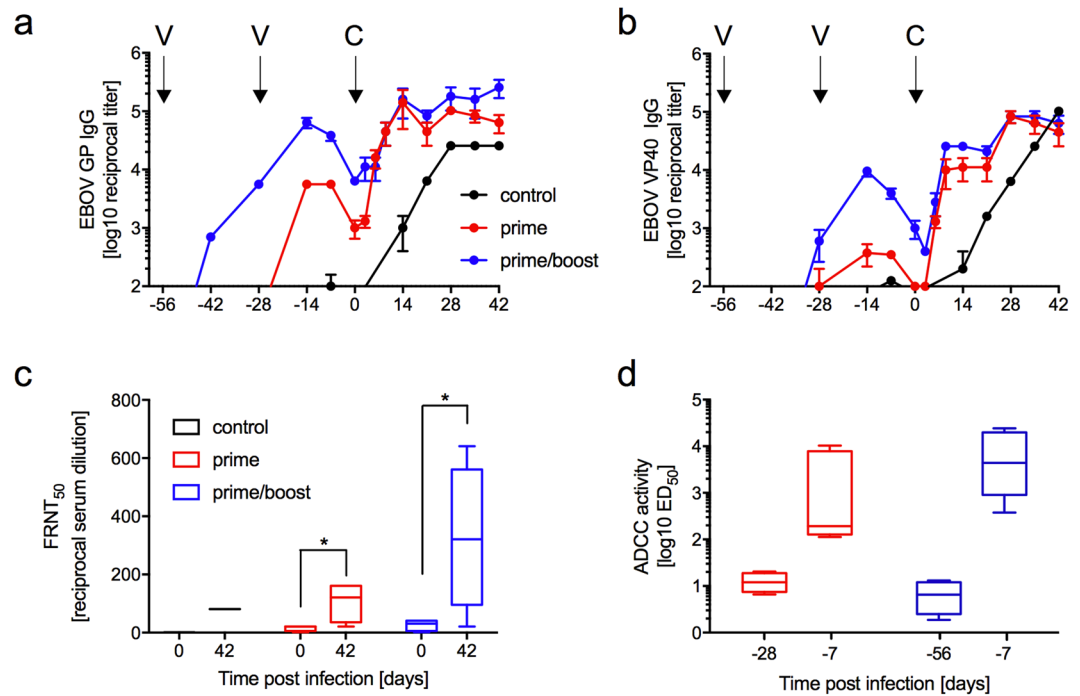 a
V V C
EBOV GP IgG
[log10 reciprocal titer]
6
5
4
3
2
-56 -42 -28 -14 0 14 28 42
control
prime
prime/boost
b
V V C
EBOV VP40 IgG
[log10 reciprocal titer]
6
5
4
3
2
-56 -42 -28 -14 0 14 28 42
c
FRNT50
[reciprocal serum dilution]
800
600
400
200
0
control
prime
prime/boost
*
*
0 42 0 42 0 42
Time post infection [days]
d
ADCC activity
[log10 ED50]
5
4
3
2
1
0
-28 -7 -56 -7
Time post infection [days]